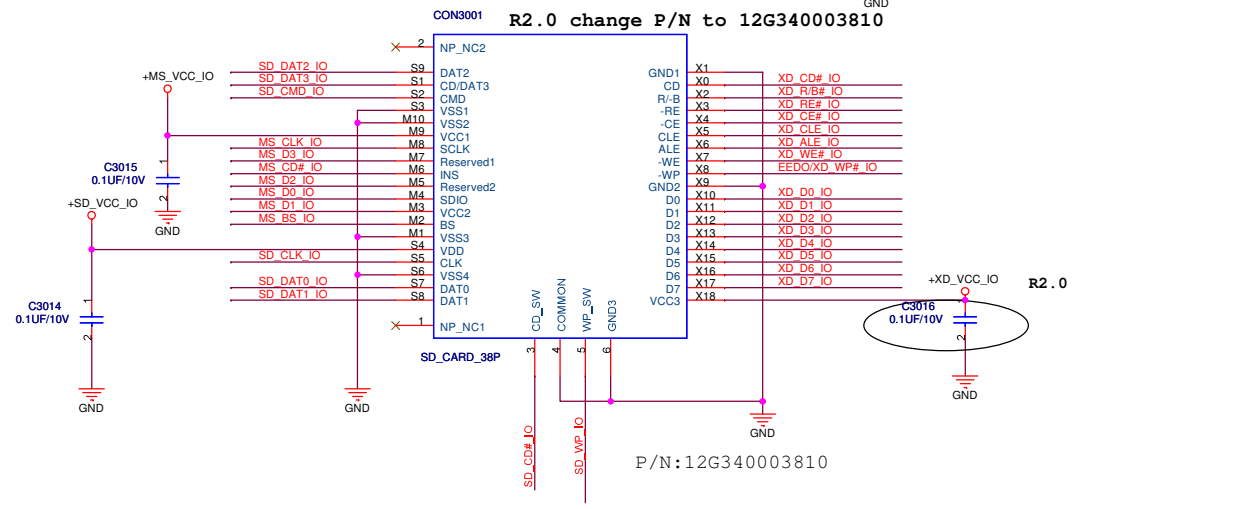 GND
CON3001
R2.0 change P/N to 12G340003810
2 NP_NC2
+MS_VCC_IO
SD_DAT2_IO S9 DAT2
SD_DAT3_IO S1 CD/DAT3
SD_CMD_IO S2 CMD
S3 VSS1
M10 VSS2
M9 VCC1
MS_CLK_IO M8 SCLK
MS_D3_IO M7 Reserved1
MS_CD#_IO M6 INS
MS_D2_IO M5 Reserved2
MS_D0_IO M4 SDIO
MS_D1_IO M3 VCC2
MS_BS_IO M2 BS
M1 VSS3
S4 VDD
SD_CLK_IO S5 CLK
S6 VSS4
SD_DAT0_IO S7 DAT0
SD_DAT1_IO S8 DAT1
1 NP_NC1
SD_CARD_38P
C3015
0.1UF/10V
1
2
GND
+SD_VCC_IO
C3014
0.1UF/10V
1
2
GND
GND
GND1 X1
CD X0 XD_CD#_IO
R/-B X2 XD_R/B#_IO
-RE X3 XD_RE#_IO
-CE X4 XD_CE#_IO
CLE X5 XD_CLE_IO
ALE X6 XD_ALE_IO
-WE X7 XD_WE#_IO
-WP X8 EEDO/XD_WP#_IO
GND2 X9
D0 X10 XD_D0_IO
D1 X11 XD_D1_IO
D2 X12 XD_D2_IO
D3 X13 XD_D3_IO
D4 X14 XD_D4_IO
D5 X15 XD_D5_IO
D6 X16 XD_D6_IO
D7 X17 XD_D7_IO
VCC3 X18
+XD_VCC_IO
R2.0
C3016
0.1UF/10V
2
GND
CD_SW 3 SD_CD#_IO
COMMON 4
WP_SW 5 SD_WP_IO
GND3 6
GND
P/N:12G340003810